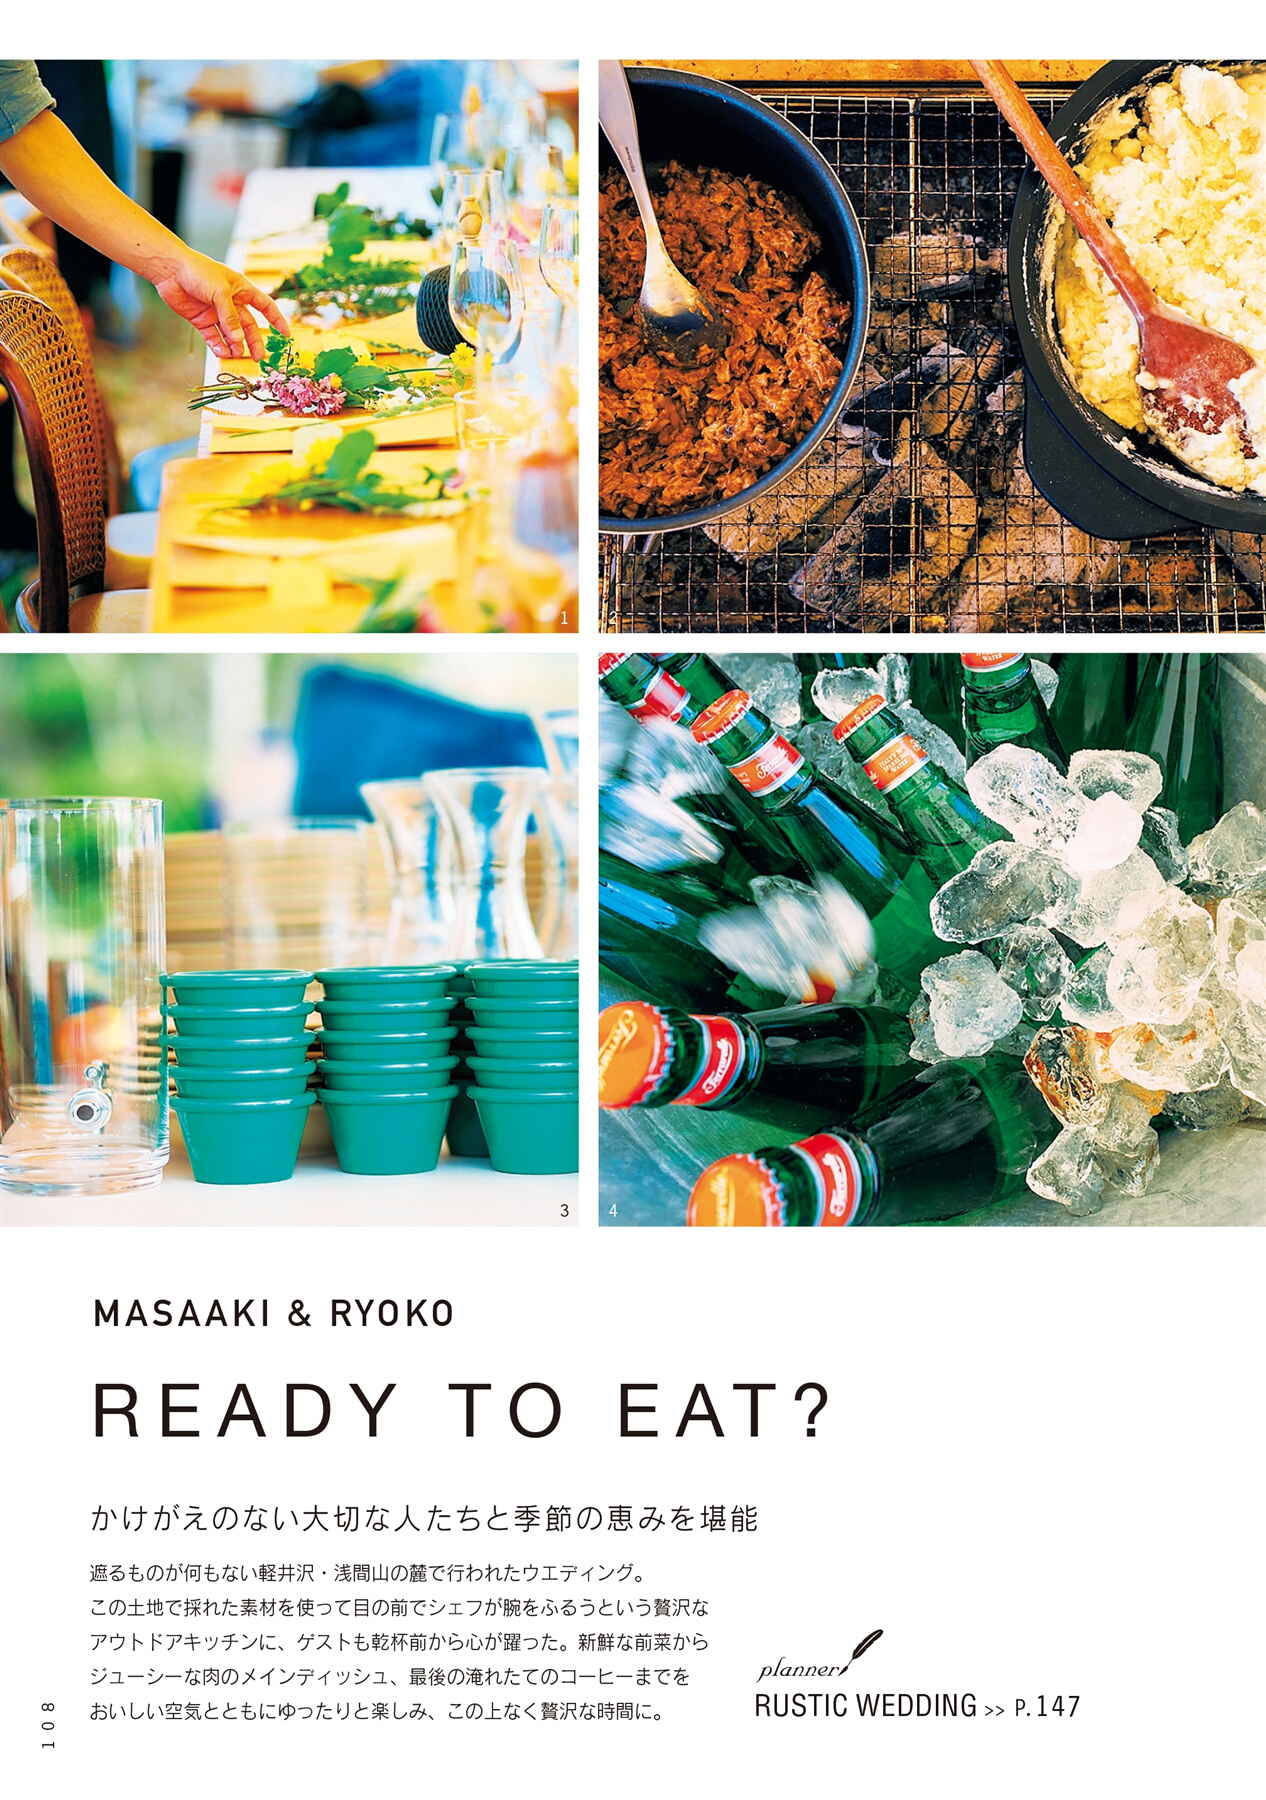 1
2
3
4
MASAAKI & RYOKO
READY TO EAT?
かけがえのない大切な人たちと季節の恵みを堪能
遮るものが何もない軽井沢・浅間山の麓で行われたウエディング。
この土地で採れた素材を使って目の前でシェフが腕をふるうという贅沢な
アウトドアキッチンに、ゲストも乾杯前から心が躍った。新鮮な前菜から
ジューシーな肉のメインディッシュ、最後の淹れたてのコーヒーまでを
おいしい空気とともにゆったりと楽しみ、この上なく贅沢な時間に。
planner
RUSTIC WEDDING >> P.147
108